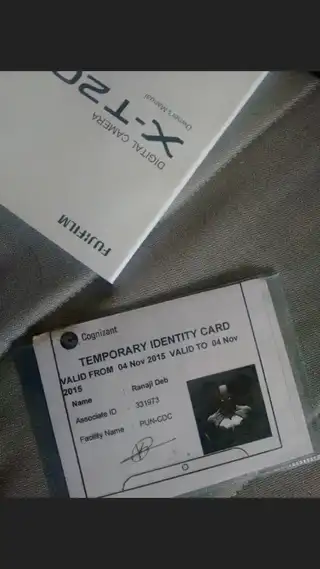 FUJIFILM
DIGITAL CAMERA
X-T20
Owner's Manual
Cognizant
TEMPORARY IDENTITY CARD
VALID FROM 04 Nov 2015 VALID TO 04 Nov
2015
Name : Ranaji Deb
Associate ID : 331973
Facility Name : PUN-CDC